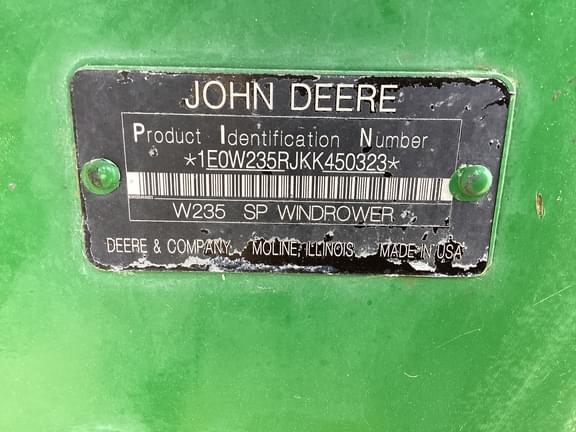 JOHN DEERE
Product Identification Number
*1E0W235RJKK450323*
W235 SP WINDROWER
DEERE & COMPANY MOLINE, ILLINOIS MADE IN USA